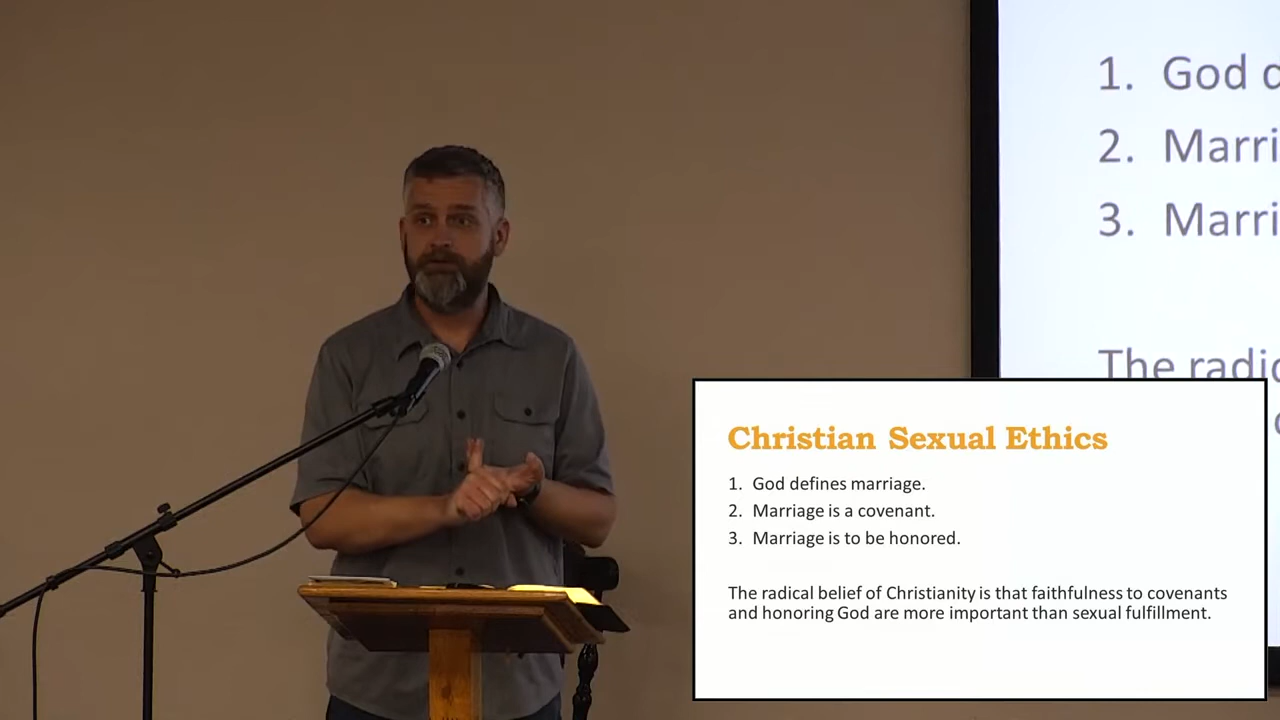 1. God
2. Marri
3. Marri
The radic
Christian Sexual Ethics
1. God defines marriage.
2. Marriage is a covenant.
3. Marriage is to be honored.
The radical belief of Christianity is that faithfulness to covenants
and honoring God are more important than sexual fulfillment.